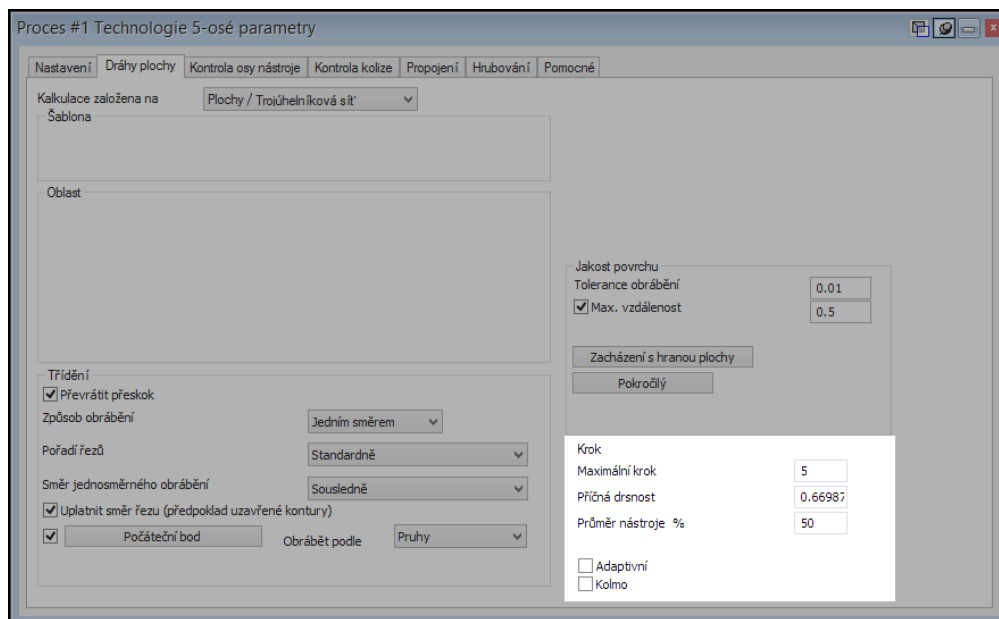 Proces #1 Technologie 5-osé parametry
Nastavení Dráhy plochy Kontrola osy nástroje Kontrola kolize Propojení Hrubování Pomocné
Kalkulace založena na Plochy / Trojúhelníková síť
Šablona
Oblast
Jakost povrchu
Tolerance obrábění 0.01
Max. vzdálenost 0.5
Zacházení s hranou plochy
Pokročilý
Třídění
Převrátit přeskok
Způsob obrábění Jedním směrem
Pořadí řezů Standardně
Směr jednosměrného obrábění Sousledně
Uplatnit směr řezu (předpoklad uzavřené kontury)
Počáteční bod Obrábět podle Pruhy
Krok
Maximální krok 5
Příčná drsnost 0.66987
Průměr nástroje % 50
Adaptivní
Kolmo